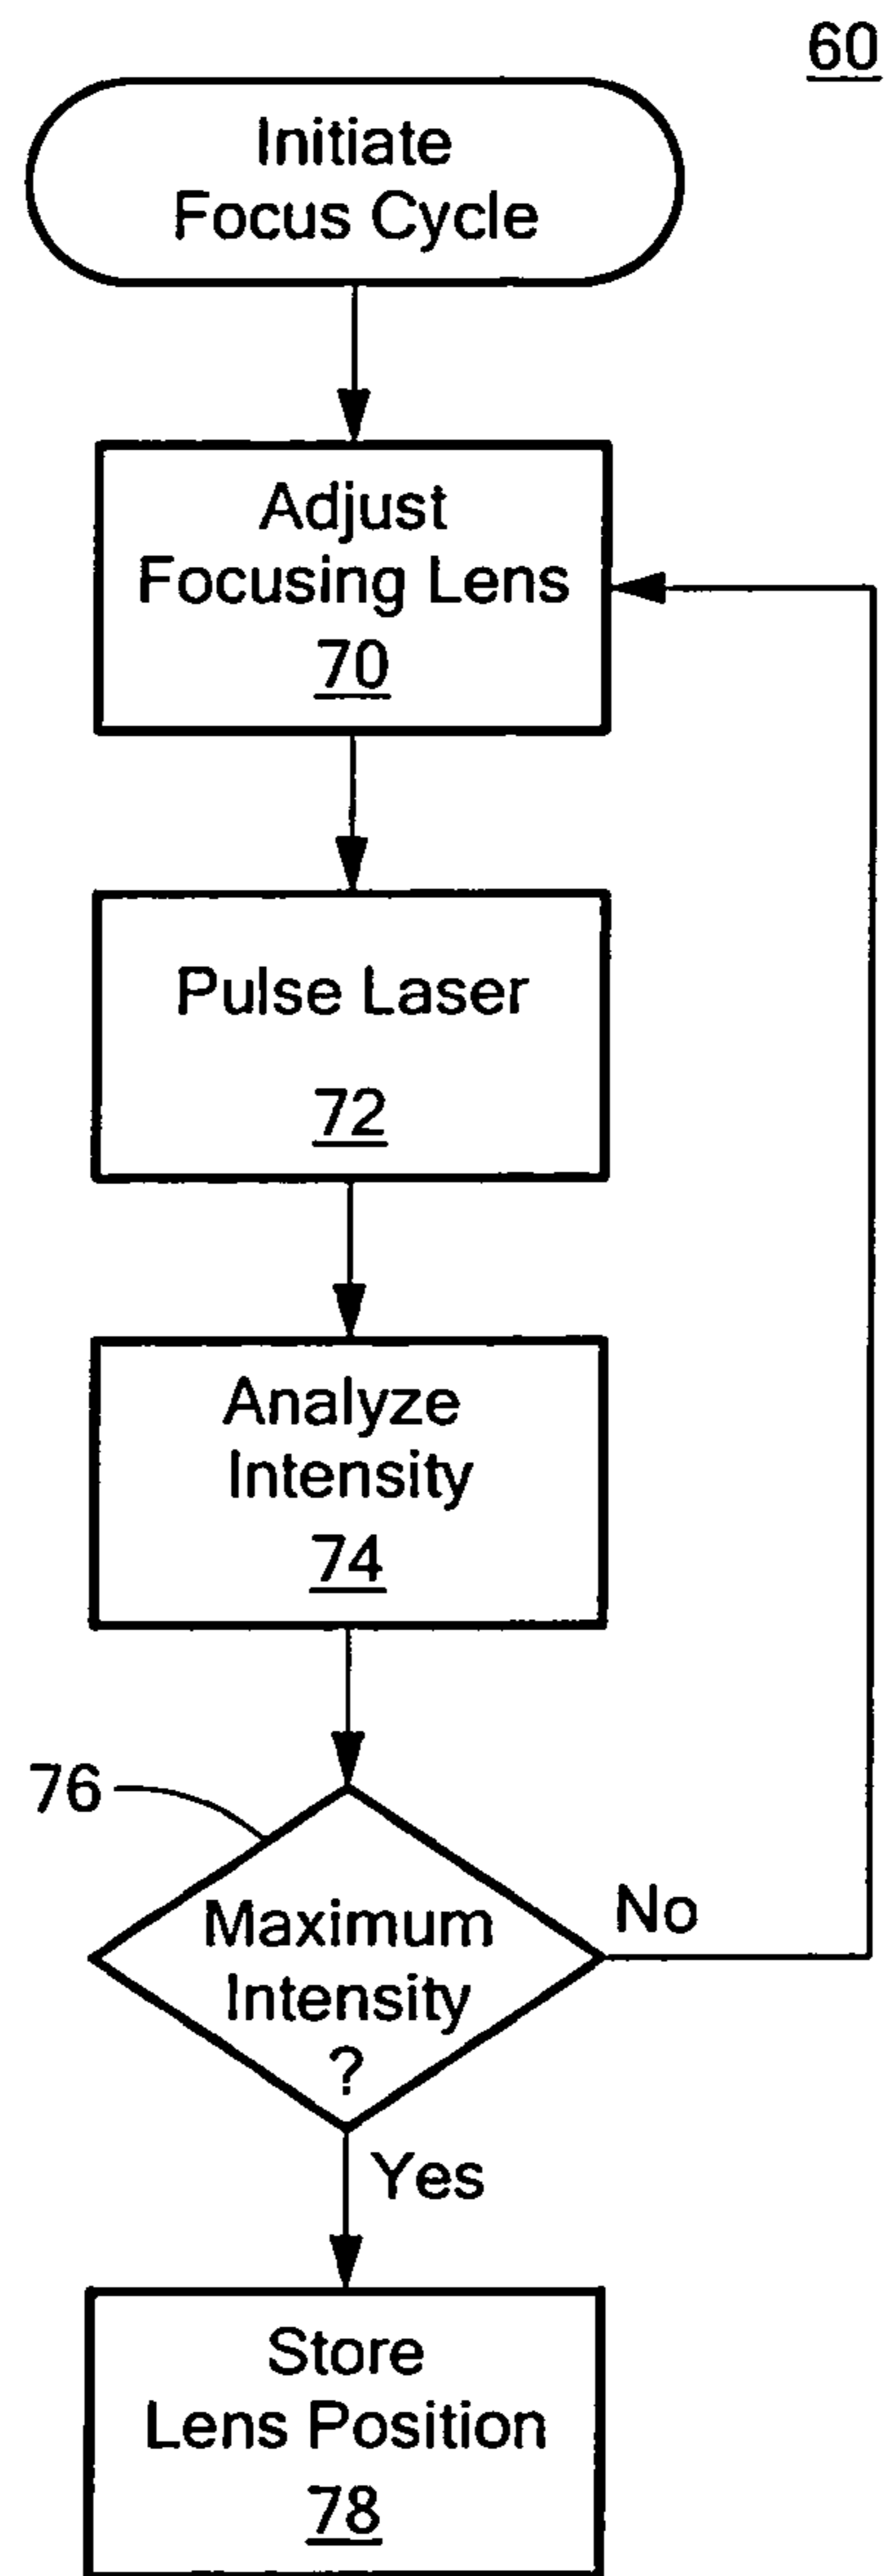 60
Initiate
Focus Cycle
Adjust
Focusing Lens
70
Pulse Laser
72
Analyze
Intensity
74
76
Maximum
Intensity
?
No
Yes
Store
Lens Position
78